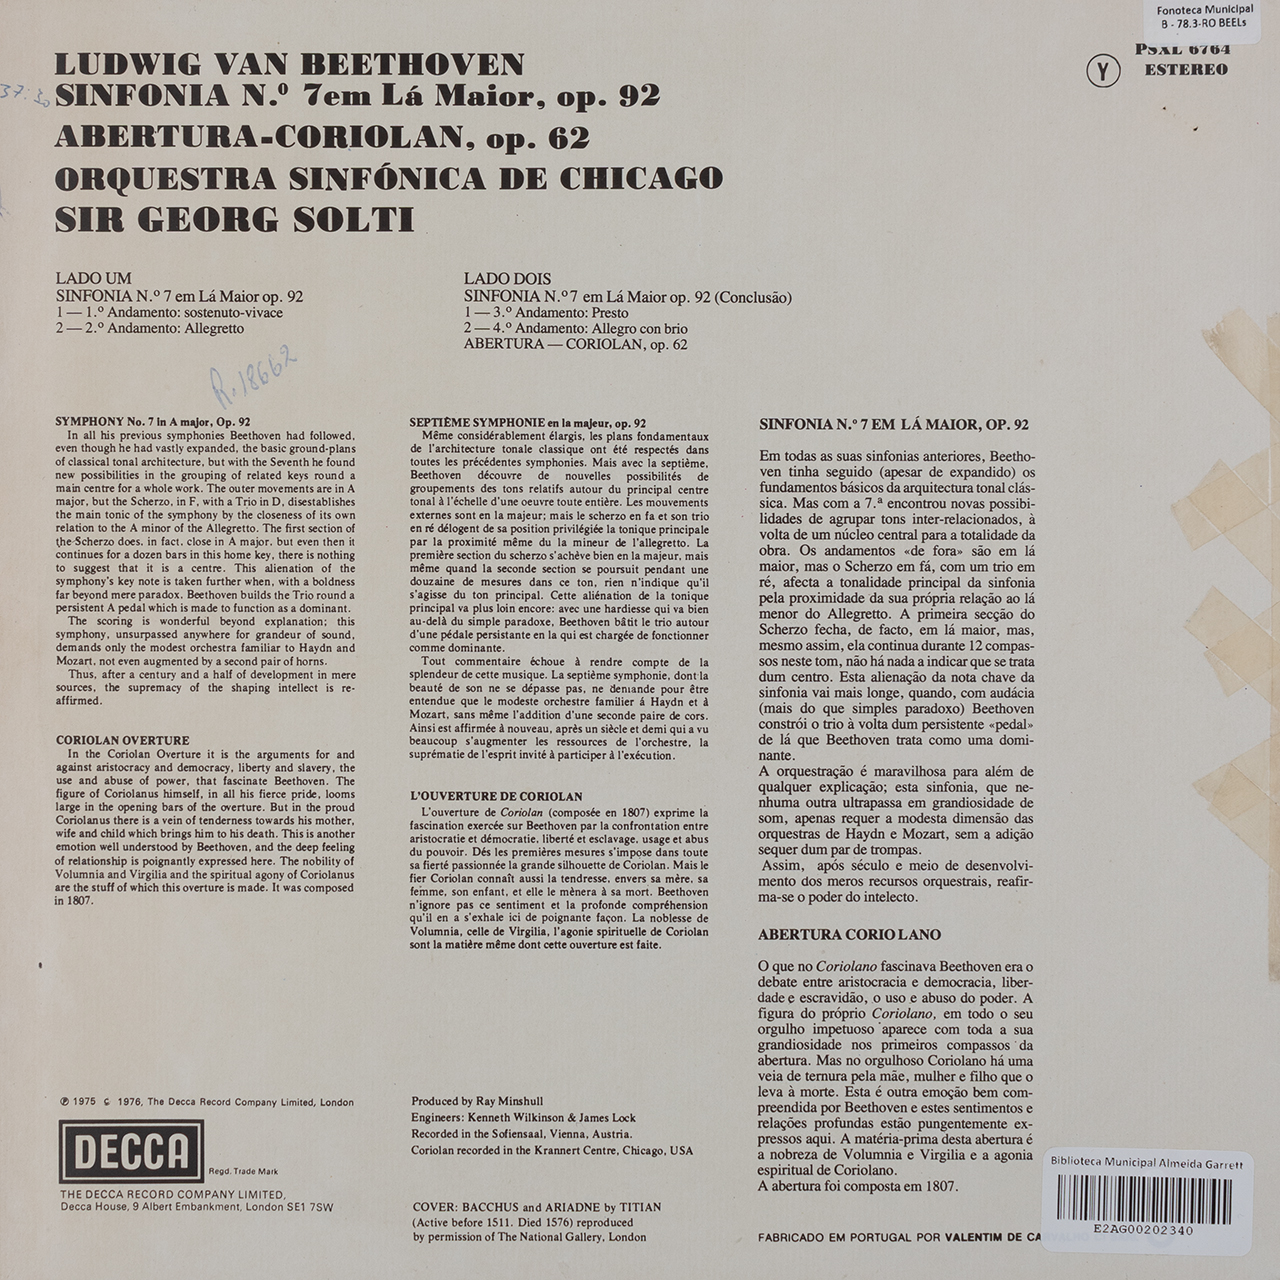 Fonoteca Municipal
B - 78.3-RO BEELs
PSXL 6764
Y ESTEREO
LUDWIG VAN BEETHOVEN
SINFONIA N.º 7em Lá Maior, op. 92
ABERTURA-CORIOLAN, op. 62
ORQUESTRA SINFÓNICA DE CHICAGO
SIR GEORG SOLTI
LADO UM
SINFONIA N.º 7 em Lá Maior op. 92
1 — 1.º Andamento: sostenuto-vivace
2 — 2.º Andamento: Allegretto
LADO DOIS
SINFONIA N.º7 em Lá Maior op. 92 (Conclusão)
1 — 3.º Andamento: Presto
2 — 4.º Andamento: Allegro con brio
ABERTURA — CORIOLAN, op. 62
R.18662
SYMPHONY No. 7 in A major, Op. 92
In all his previous symphonies Beethoven had followed,
even though he had vastly expanded, the basic ground-plans
of classical tonal architecture, but with the Seventh he found
new possibilities in the grouping of related keys round a
main centre for a whole work. The outer movements are in A
major, but the Scherzo, in F, with a Trio in D, disestablishes
the main tonic of the symphony by the closeness of its own
relation to the A minor of the Allegretto. The first section of
the Scherzo does, in fact, close in A major, but even then it
continues for a dozen bars in this home key, there is nothing
to suggest that it is a centre. This alienation of the
symphony's key note is taken further when, with a boldness
far beyond mere paradox, Beethoven builds the Trio round a
persistent A pedal which is made to function as a dominant.
The scoring is wonderful beyond explanation; this
symphony, unsurpassed anywhere for grandeur of sound,
demands only the modest orchestra familiar to Haydn and
Mozart, not even augmented by a second pair of horns.
Thus, after a century and a half of development in mere
sources, the supremacy of the shaping intellect is re-
affirmed.
CORIOLAN OVERTURE
In the Coriolan Overture it is the arguments for and
against aristocracy and democracy, liberty and slavery, the
use and abuse of power, that fascinate Beethoven. The
figure of Coriolanus himself, in all his fierce pride, looms
large in the opening bars of the overture. But in the proud
Coriolanus there is a vein of tenderness towards his mother,
wife and child which brings him to his death. This is another
emotion well understood by Beethoven, and the deep feeling
of relationship is poignantly expressed here. The nobility of
Volumnia and Virgilia and the spiritual agony of Coriolanus
are the stuff of which this overture is made. It was composed
in 1807.
SEPTIÈME SYMPHONIE en la majeur, op. 92
Même considérablement élargis, les plans fondamentaux
de l'architecture tonale classique ont été respectés dans
toutes les précédentes symphonies. Mais avec la septième,
Beethoven découvre de nouvelles possibilités de
groupements des tons relatifs autour du principal centre
tonal à l'échelle d'une oeuvre toute entière. Les mouvements
externes sont en la majeur; mais le scherzo en fa et son trio
en ré délogent de sa position privilégiée la tonique principale
par la proximité même du la mineur de l'allegretto. La
première section du scherzo s'achève bien en la majeur, mais
même quand la seconde section se poursuit pendant une
douzaine de mesures dans ce ton, rien n'indique qu'il
s'agisse du ton principal. Cette aliénation de la tonique
principal va plus loin encore: avec une hardiesse qui va bien
au-delà du simple paradoxe, Beethoven bâtit le trio autour
d'une pédale persistante en la qui est chargée de fonctionner
comme dominante.
Tout commentaire échoue à rendre compte de la
splendeur de cette musique. La septième symphonie, dont la
beauté de son ne se dépasse pas, ne demande pour être
entendue que le modeste orchestre familier á Haydn et à
Mozart, sans même l'addition d'une seconde paire de cors.
Ainsi est affirmée à nouveau, après un siècle et demi qui a vu
beaucoup s'augmenter les ressources de l'orchestre, la
suprématie de l'esprit invité à participer à l'exécution.
L'OUVERTURE DE CORIOLAN
L'ouverture de Coriolan (composée en 1807) exprime la
fascination exercée sur Beethoven par la confrontation entre
aristocratie et démocratie, liberté et esclavage, usage et abus
du pouvoir. Dés les premières mesures s'impose dans toute
sa fierté passionnée la grande silhouette de Coriolan. Mais le
fier Coriolan connaît aussi la tendresse, envers sa mère, sa
femme, son enfant, et elle le mènera à sa mort. Beethoven
n'ignore pas ce sentiment et la profonde compréhension
qu'il en a s'exhale ici de poignante façon. La noblesse de
Volumnia, celle de Virgilia, l'agonie spirituelle de Coriolan
sont la matière même dont cette ouverture est faite.
SINFONIA N.º 7 EM LÁ MAIOR, OP. 92
Em todas as suas sinfonias anteriores, Beetho-
ven tinha seguido (apesar de expandido) os
fundamentos básicos da arquitectura tonal clás-
sica. Mas com a 7.ª encontrou novas possibi-
lidades de agrupar tons inter-relacionados, à
volta de um núcleo central para a totalidade da
obra. Os andamentos «de fora» são em lá
maior, mas o Scherzo em fá, com um trio em
ré, afecta a tonalidade principal da sinfonia
pela proximidade da sua própria relação ao lá
menor do Allegretto. A primeira secção do
Scherzo fecha, de facto, em lá maior, mas,
mesmo assim, ela continua durante 12 compas-
sos neste tom, não há nada a indicar que se trata
dum centro. Esta alienação da nota chave da
sinfonia vai mais longe, quando, com audácia
(mais do que simples paradoxo) Beethoven
constrói o trio à volta dum persistente «pedal»
de lá que Beethoven trata como uma domi-
nante.
A orquestração é maravilhosa para além de
qualquer explicação; esta sinfonia, que ne-
nhuma outra ultrapassa em grandiosidade de
som, apenas requer a modesta dimensão das
orquestras de Haydn e Mozart, sem a adição
sequer dum par de trompas.
Assim, após século e meio de desenvolvi-
mento dos meros recursos orquestrais, reafir-
ma-se o poder do intelecto.
ABERTURA CORIOLANO
O que no Coriolano fascinava Beethoven era o
debate entre aristocracia e democracia, liber-
dade e escravidão, o uso e abuso do poder. A
figura do próprio Coriolano, em todo o seu
orgulho impetuoso aparece com toda a sua
grandiosidade nos primeiros compassos da
abertura. Mas no orgulhoso Coriolano há uma
veia de ternura pela mãe, mulher e filho que o
leva à morte. Esta é outra emoção bem com-
preendida por Beethoven e estes sentimentos e
relações profundas estão pungentemente ex-
pressos aqui. A matéria-prima desta abertura é
a nobreza de Volumnia e Virgilia e a agonia
espiritual de Coriolano.
A abertura foi composta em 1807.
℗ 1975 © 1976, The Decca Record Company Limited, London
DECCA
Regd. Trade Mark
THE DECCA RECORD COMPANY LIMITED,
Decca House, 9 Albert Embankment, London SE1 7SW
Produced by Ray Minshull
Engineers: Kenneth Wilkinson & James Lock
Recorded in the Sofiensaal, Vienna, Austria.
Coriolan recorded in the Krannert Centre, Chicago, USA
COVER: BACCHUS and ARIADNE by TITIAN
(Active before 1511. Died 1576) reproduced
by permission of The National Gallery, London
FABRICADO EM PORTUGAL POR VALENTIM DE CA
Biblioteca Municipal Almeida Garrett
E2AG00202340